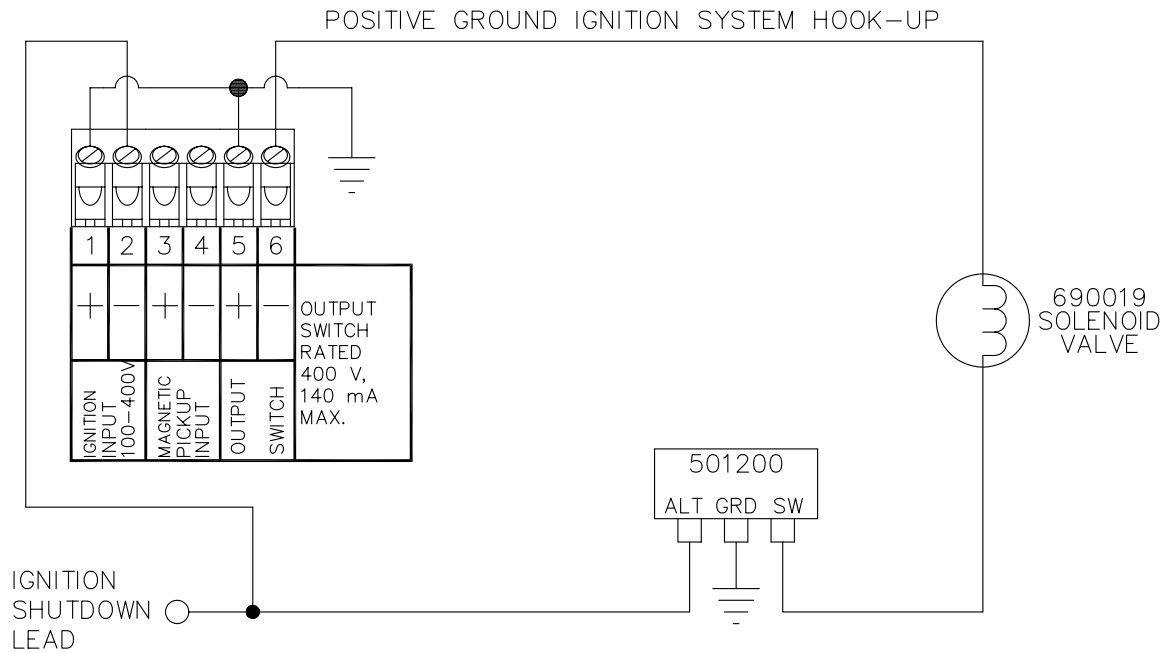 POSITIVE GROUND IGNITION SYSTEM HOOK-UP
1 2 3 4 5 6
+ - + - + -
OUTPUT
SWITCH
RATED
400 V,
140 mA
MAX.
IGNITION
INPUT
100-400V
MAGNETIC
PICKUP
INPUT
OUTPUT
SWITCH
690019
SOLENOID
VALVE
501200
ALT GRD SW
IGNITION
SHUTDOWN
LEAD